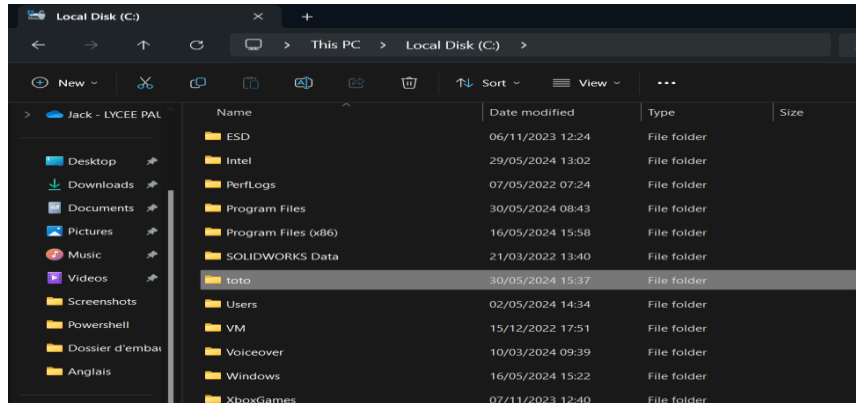 Local Disk (C:)
This PC > Local Disk (C:) >
New Sort View ...
Jack - LYCEE PAU
Desktop
Downloads
Documents
Pictures
Music
Videos
Screenshots
Powershell
Dossier d'embau
Anglais
Name Date modified Type Size
ESD 06/11/2023 12:24 File folder
Intel 29/05/2024 13:02 File folder
PerfLogs 07/05/2022 07:24 File folder
Program Files 30/05/2024 08:43 File folder
Program Files (x86) 16/05/2024 15:58 File folder
SOLIDWORKS Data 21/03/2022 13:40 File folder
toto 30/05/2024 15:37 File folder
Users 02/05/2024 14:34 File folder
VM 15/12/2022 17:51 File folder
Voiceover 10/03/2024 09:39 File folder
Windows 16/05/2024 15:22 File folder
XboxGames 07/11/2023 12:40 File folder